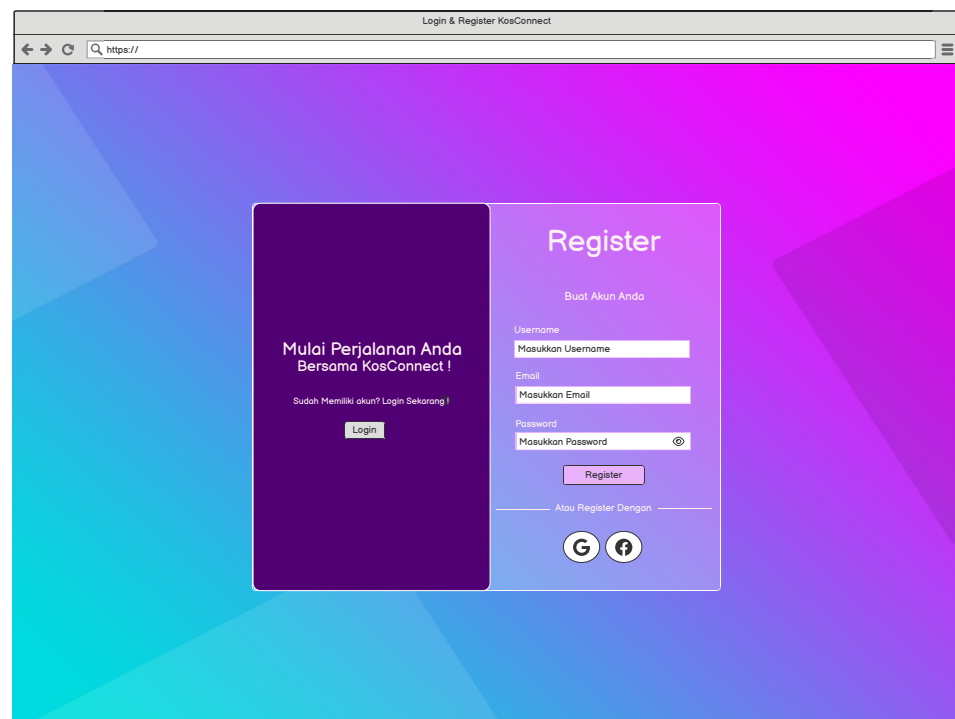 Login & Register KosConnect
https://
Mulai Perjalanan Anda
Bersama KosConnect !
Sudah Memiliki akun? Login Sekarang !
Login
Register
Buat Akun Anda
Username
Masukkan Username
Email
Masukkan Email
Password
Masukkan Password
Register
Atau Register Dengan
G f